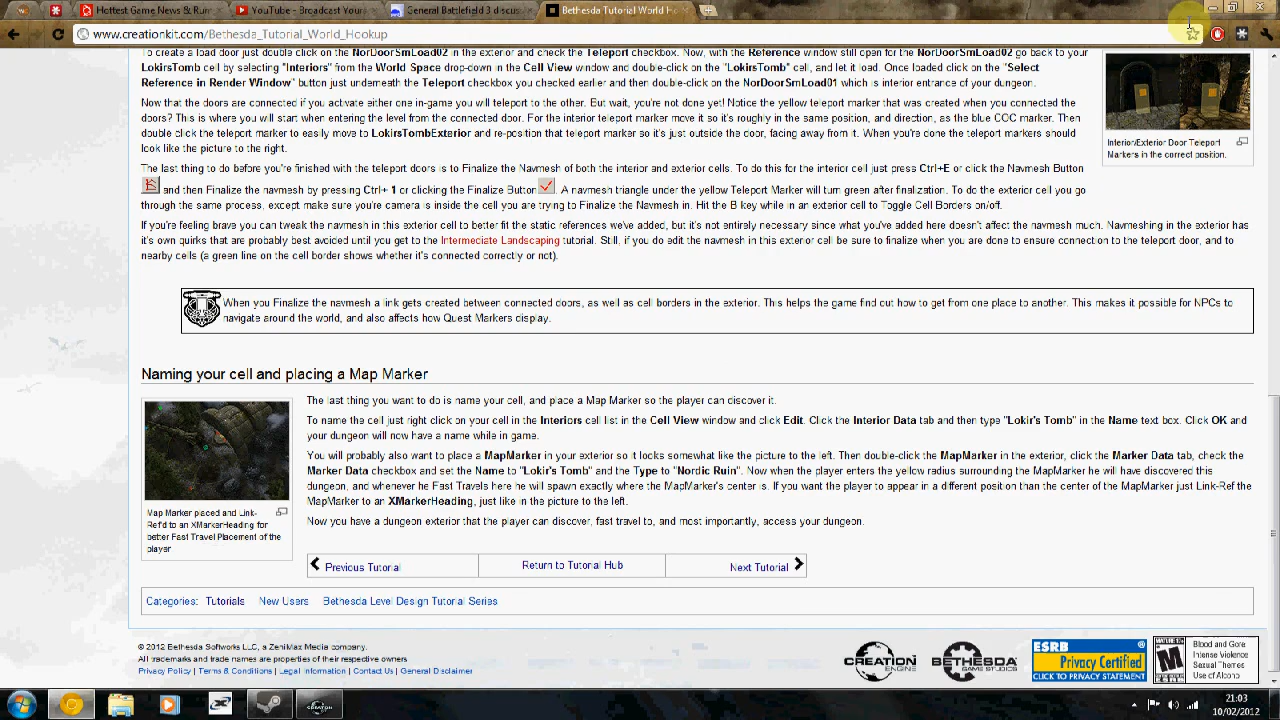 Hottest Game News & Rum
YouTube - Broadcast Your
General Battlefield 3 discus
Bethesda Tutorial World Ho
www.creationkit.com/Bethesda_Tutorial_World_Hookup
To create a load door just double click on the NorDoorSmLoad02 in the exterior and check the Teleport checkbox. Now, with the Reference window still open for the NorDoorSmLoad02 go back to your
LokirsTomb cell by selecting "Interiors" from the World Space drop-down in the Cell View window and double-click on the "LokirsTomb" cell, and let it load. Once loaded click on the "Select
Reference in Render Window" button just underneath the Teleport checkbox you checked earlier and then double-click on the NorDoorSmLoad01 which is interior entrance of your dungeon.
Now that the doors are connected if you activate either one in-game you will teleport to the other. But wait, you're not done yet! Notice the yellow teleport marker that was created when you connected the
doors? This is where you will start when entering the level from the connected door. For the interior teleport marker move it so it's roughly in the same position, and direction, as the blue COC marker. Then
double click the teleport marker to easily move to LokirsTombExterior and re-position that teleport marker so it's just outside the door, facing away from it. When you're done the teleport markers should
look like the picture to the right.
Interior/Exterior Door Teleport
Markers in the correct position.
The last thing to do before you're finished with the teleport doors is to Finalize the Navmesh of both the interior and exterior cells. To do this for the interior cell just press Ctrl+E or click the Navmesh Button
and then Finalize the navmesh by pressing Ctrl+ 1 or clicking the Finalize Button . A navmesh triangle under the yellow Teleport Marker will turn green after finalization. To do the exterior cell you go
through the same process, except make sure you're camera is inside the cell you are trying to Finalize the Navmesh in. Hit the B key while in an exterior cell to Toggle Cell Borders on/off.
If you're feeling brave you can tweak the navmesh in this exterior cell to better fit the static references we've added, but it's not entirely necessary since what you've added here doesn't affect the navmesh much. Navmeshing in the exterior has
it's own quirks that are probably best avoided until you get to the Intermediate Landscaping tutorial. Still, if you do edit the navmesh in this exterior cell be sure to finalize when you are done to ensure connection to the teleport door, and to
nearby cells (a green line on the cell border shows whether it's connected correctly or not).
When you Finalize the navmesh a link gets created between connected doors, as well as cell borders in the exterior. This helps the game find out how to get from one place to another. This makes it possible for NPCs to
navigate around the world, and also affects how Quest Markers display.
Naming your cell and placing a Map Marker
The last thing you want to do is name your cell, and place a Map Marker so the player can discover it.
To name the cell just right click on your cell in the Interiors cell list in the Cell View window and click Edit. Click the Interior Data tab and then type "Lokir's Tomb" in the Name text box. Click OK and
your dungeon will now have a name while in game.
You will probably also want to place a MapMarker in your exterior so it looks somewhat like the picture to the left. Then double-click the MapMarker in the exterior, click the Marker Data tab, check the
Marker Data checkbox and set the Name to "Lokir's Tomb" and the Type to "Nordic Ruin". Now when the player enters the yellow radius surrounding the MapMarker he will have discovered this
dungeon, and whenever he Fast Travels here he will spawn exactly where the MapMarker's center is. If you want the player to appear in a different position than the center of the MapMarker just Link-Ref the
MapMarker to an XMarkerHeading, just like in the picture to the left.
Now you have a dungeon exterior that the player can discover, fast travel to, and most importantly, access your dungeon.
Map Marker placed and Link-
Ref'd to an XMarkerHeading for
better Fast Travel Placement of the
player
Previous Tutorial
Return to Tutorial Hub
Next Tutorial
Categories: Tutorials New Users Bethesda Level Design Tutorial Series
© 2012 Bethesda Softworks LLC, a ZeniMax Media company.
All trademarks and trade names are properties of their respective owners
Privacy Policy | Terms & Conditions | Legal Information | Contact Us | General Disclaimer
CREATION
ENGINE
BETHESDA
GAME STUDIOS
ESRB
Privacy Certified
CLICK TO PRIVACY STATEMENT
M
Blood and Gore
Intense Violence
Sexual Themes
Use of Alcohol
21:03
10/02/2012